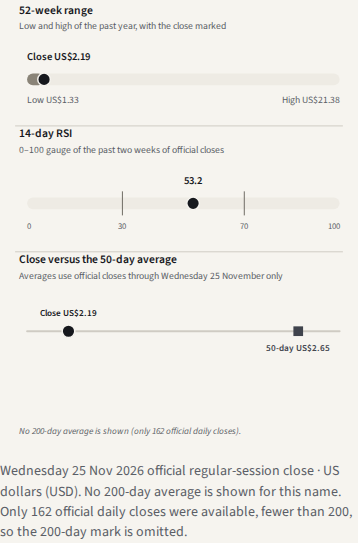 52-week range
Low and high of the past year, with the close marked
Close US$2.19
Low US$1.33
High US$21.38
14-day RSI
0–100 gauge of the past two weeks of official closes
53.2
0
30
70
100
Close versus the 50-day average
Averages use official closes through Wednesday 25 November only
Close US$2.19
50-day US$2.65
No 200-day average is shown (only 162 official daily closes).
Wednesday 25 Nov 2026 official regular-session close · US
dollars (USD). No 200-day average is shown for this name.
Only 162 official daily closes were available, fewer than 200,
so the 200-day mark is omitted.